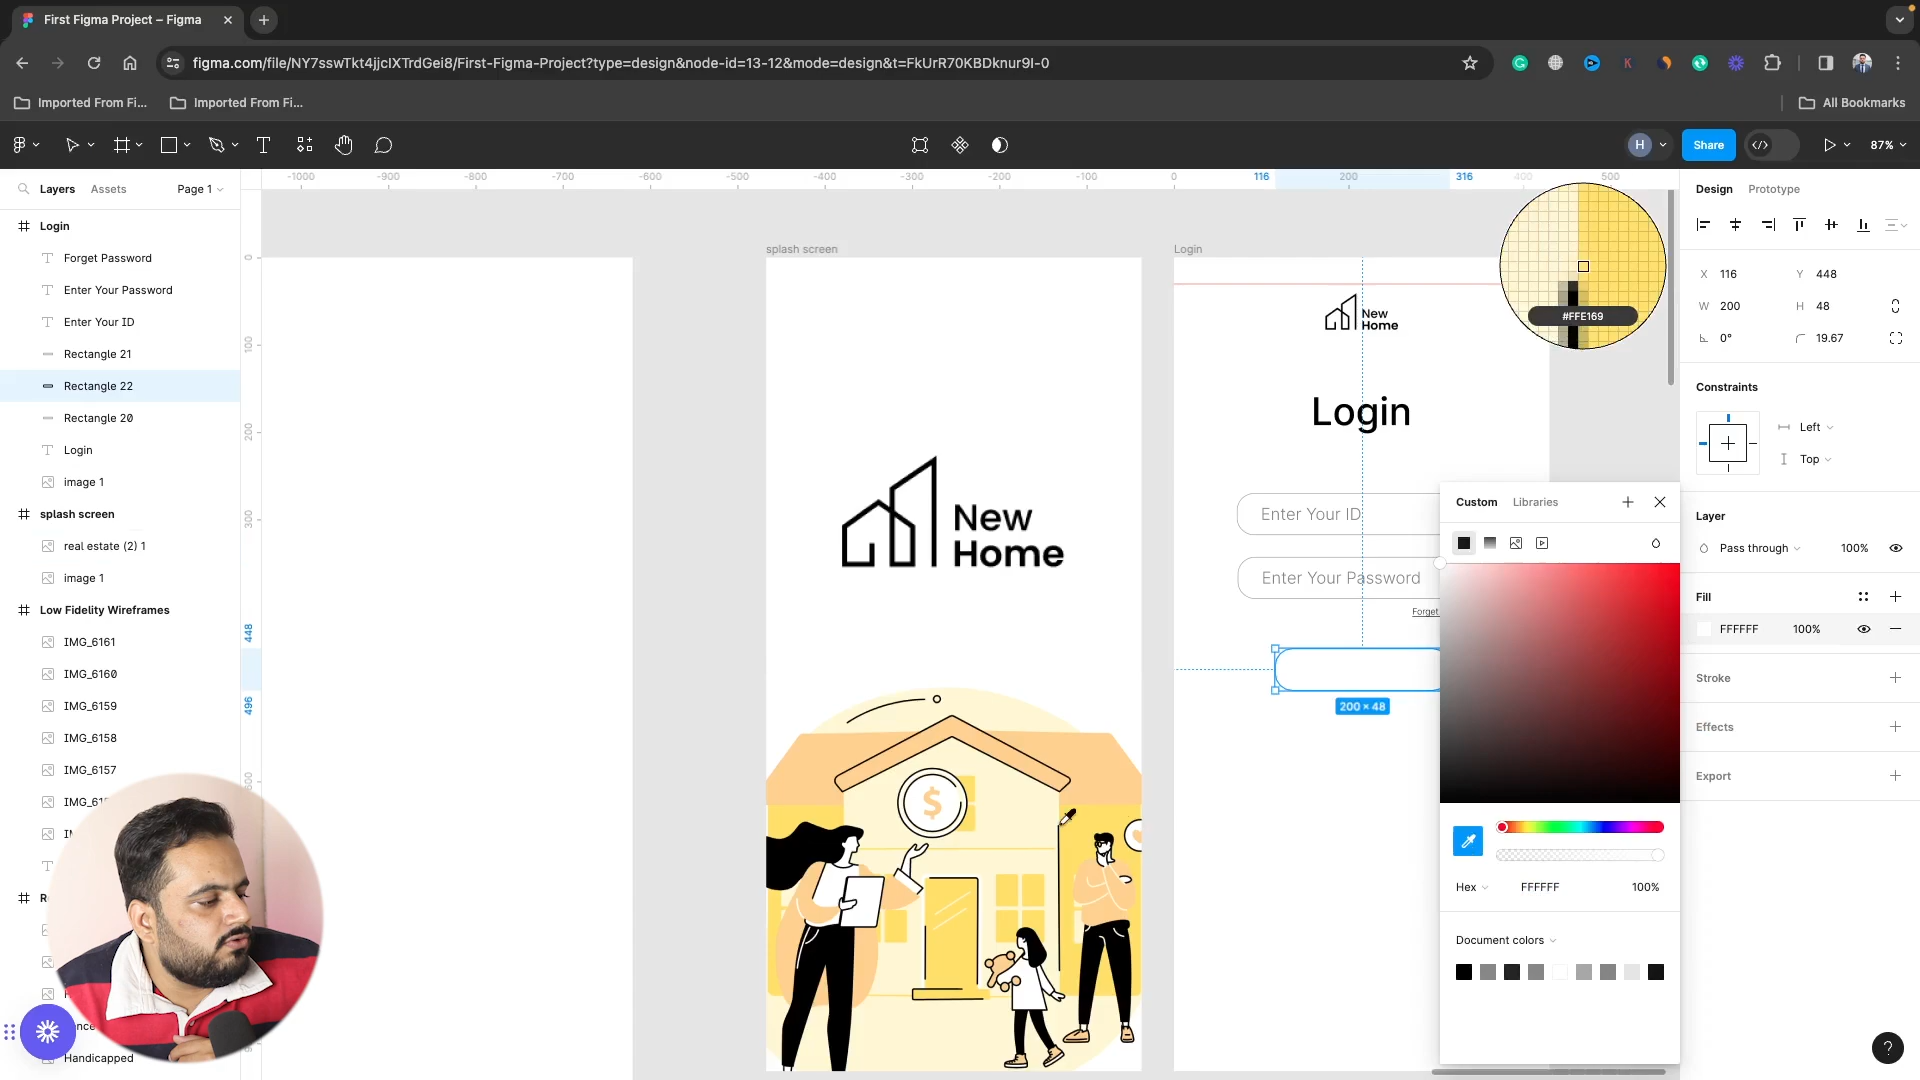 First Figma Project – Figma
figma.com/file/NY7sswTkt4jjcIXTrdGei8/First-Figma-Project?type=design&node-id=13-12&mode=design&t=FkUrR70KBDknur9I-0
Imported From Fi...
Imported From Fi...
All Bookmarks
H
Share
87%
Layers
Assets
Page 1
-1000
-900
-800
-700
-600
-500
-400
-300
-200
-100
0
116
200
316
400
500
Design
Prototype
Login
Forget Password
Enter Your Password
Enter Your ID
Rectangle 21
Rectangle 22
Rectangle 20
Login
image 1
splash screen
real estate (2) 1
image 1
Low Fidelity Wireframes
IMG_6161
IMG_6160
IMG_6159
IMG_6158
IMG_6157
Handicapped
0
100
200
300
448
496
splash screen
New
Home
$
Login
New
Home
Login
Enter Your ID
Enter Your Password
Forget
200 × 48
#FFE169
X 116
Y 448
W 200
H 48
0°
19.67
Constraints
Left
Top
Layer
Pass through
100%
Fill
FFFFFF
100%
Stroke
Effects
Export
Custom
Libraries
Hex
FFFFFF
100%
Document colors
?